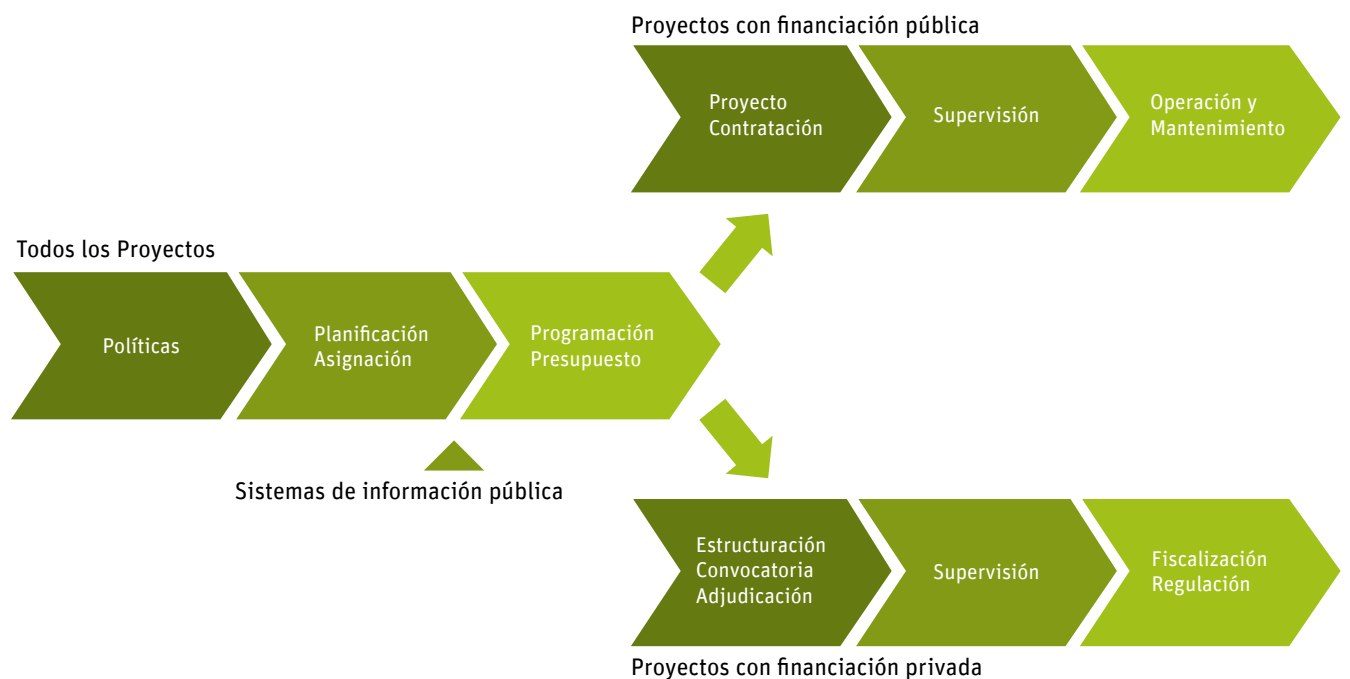 Proyectos con financiación pública
Proyecto
Contratación
Supervisión
Operación y
Mantenimiento
Todos los Proyectos
Políticas
Planificación
Asignación
Programación
Presupuesto
Sistemas de información pública
Estructuración
Convocatoria
Adjudicación
Supervisión
Fiscalización
Regulación
Proyectos con financiación privada